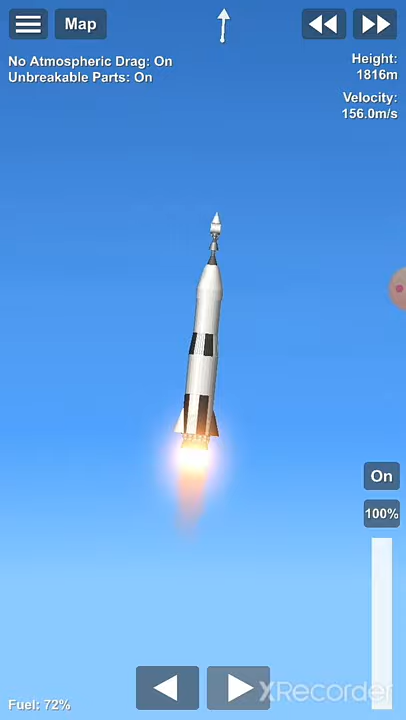 Map
No Atmospheric Drag: On
Unbreakable Parts: On
Height:
1816m
Velocity:
156.0m/s
On
100%
Fuel: 72%
XRecorder